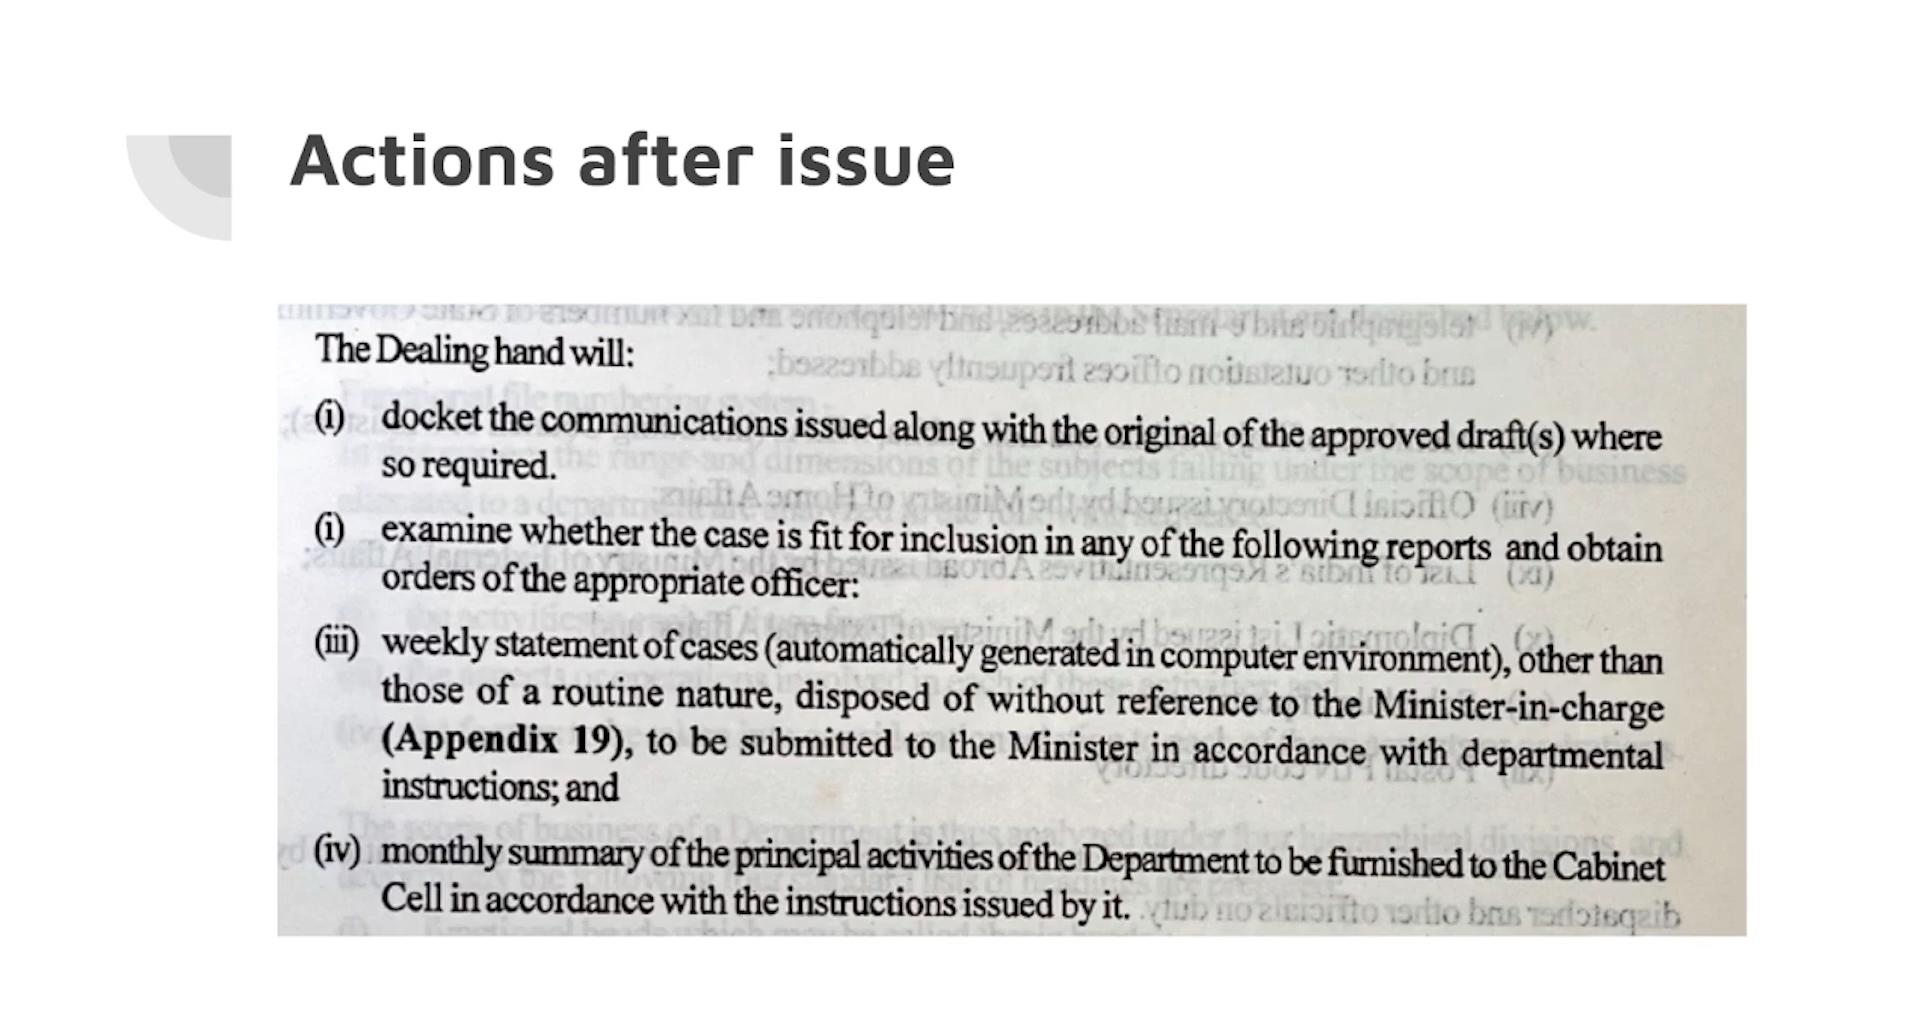 Actions after issue
The Dealing hand will:
(i) docket the communications issued along with the original of the approved draft(s) where
so required.
(i) examine whether the case is fit for inclusion in any of the following reports and obtain
orders of the appropriate officer:
(iii) weekly statement of cases (automatically generated in computer environment), other than
those of a routine nature, disposed of without reference to the Minister-in-charge
(Appendix 19), to be submitted to the Minister in accordance with departmental
instructions; and
(iv) monthly summary of the principal activities of the Department to be furnished to the Cabinet
Cell in accordance with the instructions issued by it.